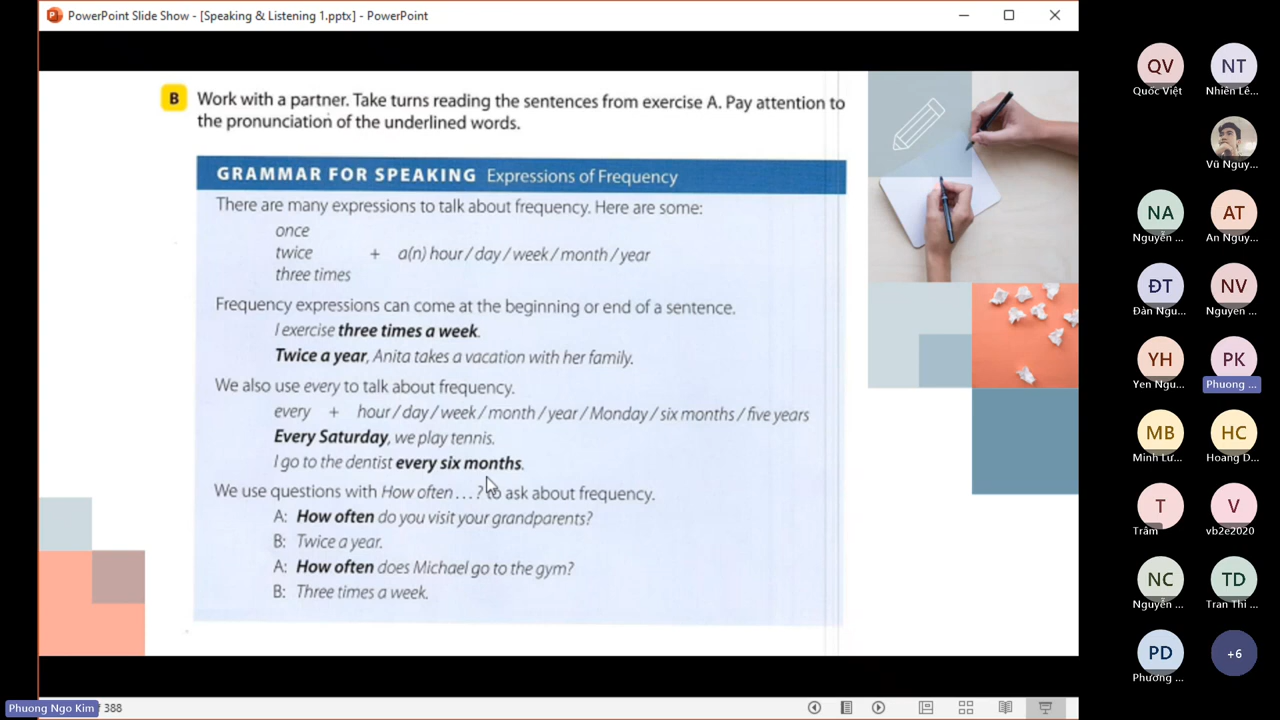 PowerPoint Slide Show - [Speaking & Listening 1.pptx] - PowerPoint
B Work with a partner. Take turns reading the sentences from exercise A. Pay attention to
the pronunciation of the underlined words.
GRAMMAR FOR SPEAKING Expressions of Frequency
There are many expressions to talk about frequency. Here are some:
once
twice + a(n) hour / day / week / month / year
three times
Frequency expressions can come at the beginning or end of a sentence.
I exercise three times a week.
Twice a year, Anita takes a vacation with her family.
We also use every to talk about frequency.
every + hour / day / week / month / year / Monday / six months / five years
Every Saturday, we play tennis.
I go to the dentist every six months.
We use questions with How often . . . ? to ask about frequency.
A: How often do you visit your grandparents?
B: Twice a year.
A: How often does Michael go to the gym?
B: Three times a week.
Phuong Ngo Kim
388
QV NT
Quốc Việt Nhiên Lê...
Vũ Nguy...
NA AT
Nguyễn ... An Nguy...
ĐT NV
Đàn Ngu... Nguyen ...
YH PK
Yen Ngu... Phuong ...
MB HC
Minh Lư... Hoang D...
T V
Trâm vb2e2020
NC TD
Nguyễn ... Tran Thi ...
PD +6
Phương ...